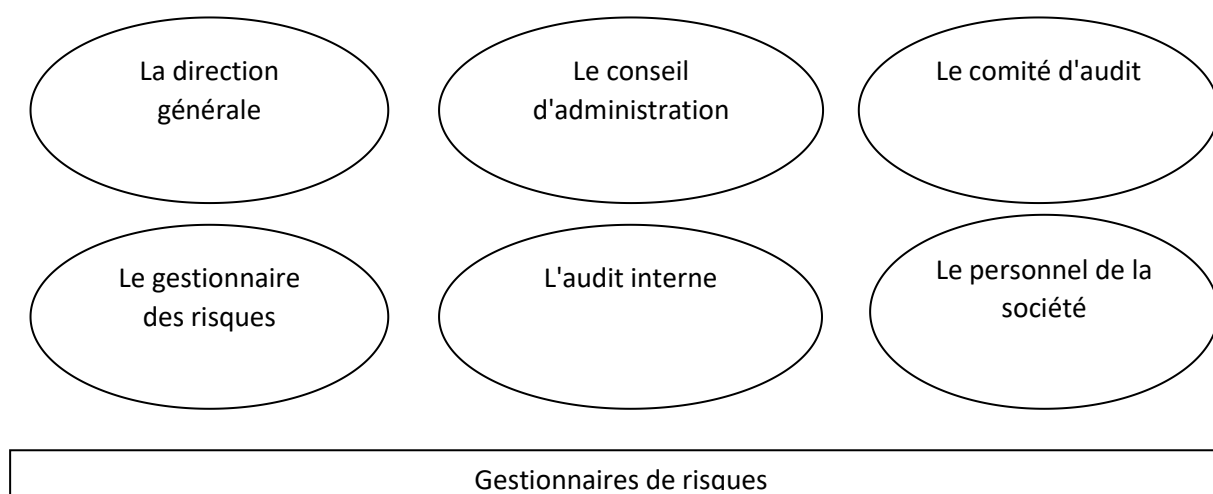 La direction
générale
Le conseil
d'administration
Le comité d'audit
Le gestionnaire
des risques
L'audit interne
Le personnel de la
société
Gestionnaires de risques